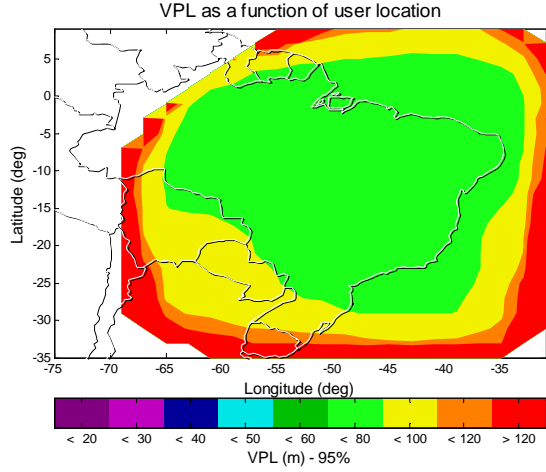 VPL as a function of user location
Latitude (deg)
5
0
-5
-10
-15
-20
-25
-30
-35
-75 -70 -65 -60 -55 -50 -45 -40 -35
Longitude (deg)
< 20 < 30 < 40 < 50 < 60 < 80 < 100 < 120 > 120
VPL (m) - 95%